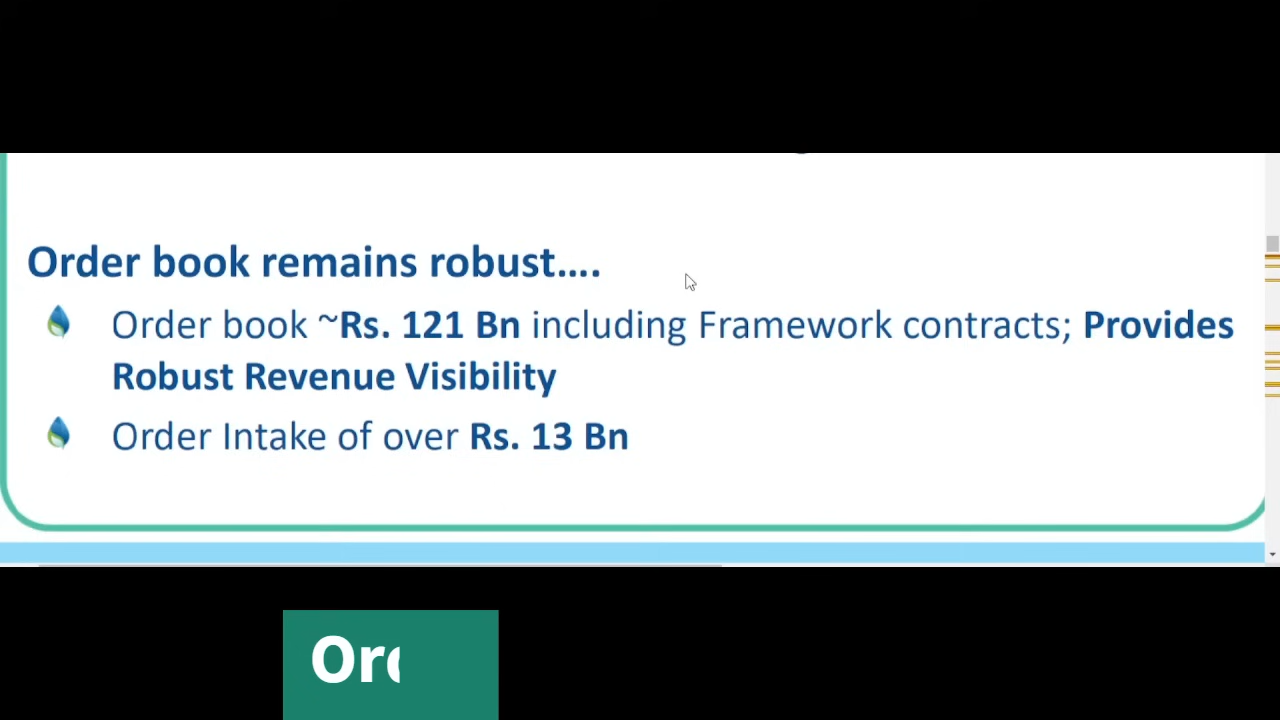 Order book remains robust....
Order book ~Rs. 121 Bn including Framework contracts; Provides
Robust Revenue Visibility
Order Intake of over Rs. 13 Bn